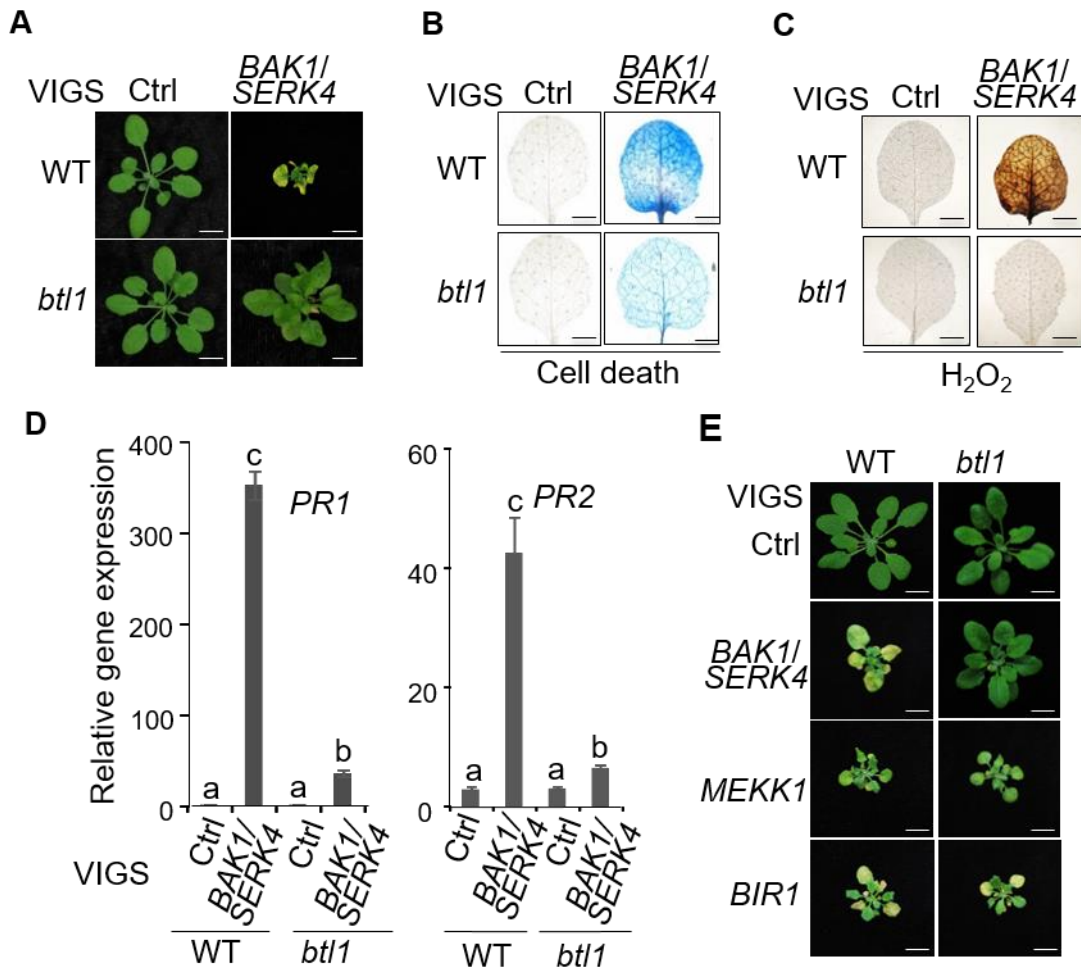 A
VIGS Ctrl BAK1/
SERK4
WT
btl1
B
VIGS Ctrl BAK1/
SERK4
WT
btl1
Cell death
C
VIGS Ctrl BAK1/
SERK4
WT
btl1
H₂O₂
D
Relative gene expression
400
300
200
100
0
a
c
a
b
PR1
Ctrl
BAK1/
SERK4
Ctrl
BAK1/
SERK4
VIGS
WT
btl1
60
40
20
0
a
c
a
b
PR2
Ctrl
BAK1/
SERK4
Ctrl
BAK1/
SERK4
WT
btl1
E
WT btl1
VIGS
Ctrl
BAK1/
SERK4
MEKK1
BIR1